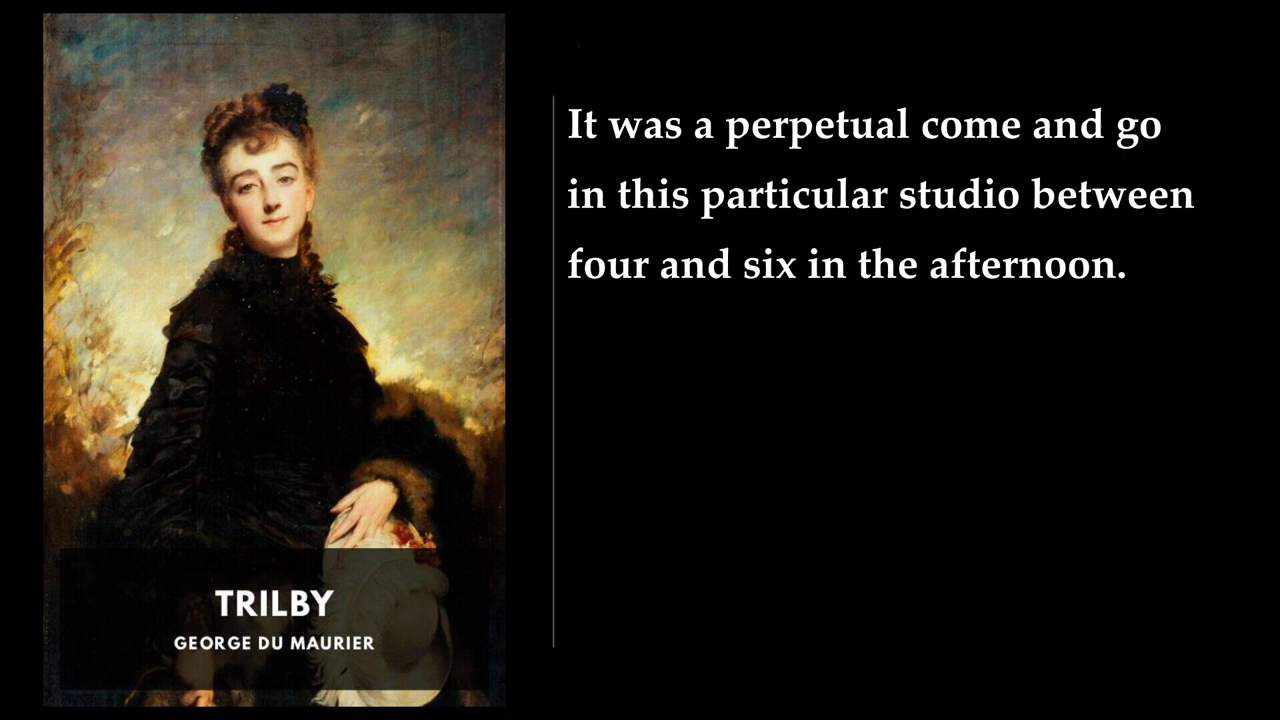 It was a perpetual come and go
in this particular studio between
four and six in the afternoon.
TRILBY
GEORGE DU MAURIER